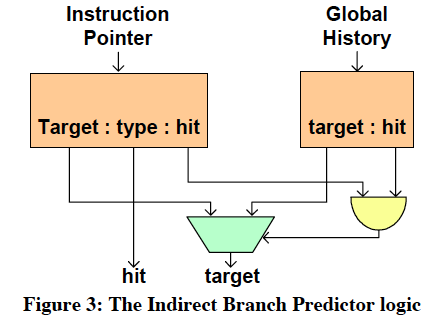 Instruction
Pointer
Global
History
Target : type : hit
target : hit
hit
target
Figure 3: The Indirect Branch Predictor logic